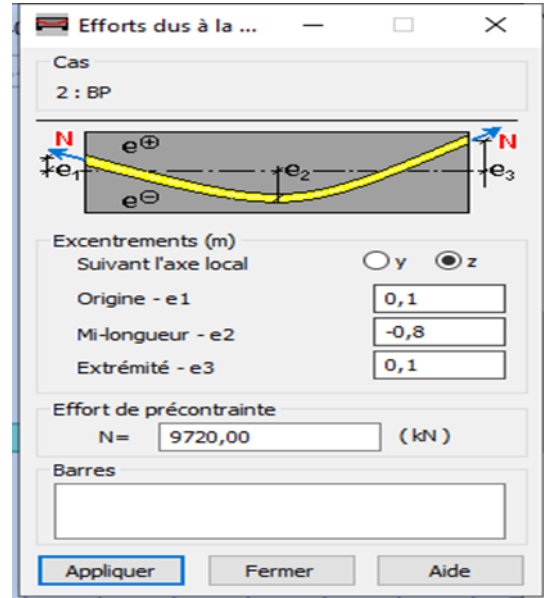 Efforts dus à la ...
Cas
2 : BP
N
e⊕
e1
e2
e⊖
N
e3
Excentrements (m)
Suivant l'axe local
y
z
Origine - e1
0,1
Mi-longueur - e2
-0,8
Extrémité - e3
0,1
Effort de précontrainte
N= 9720,00 (kN)
Barres
Appliquer Fermer Aide